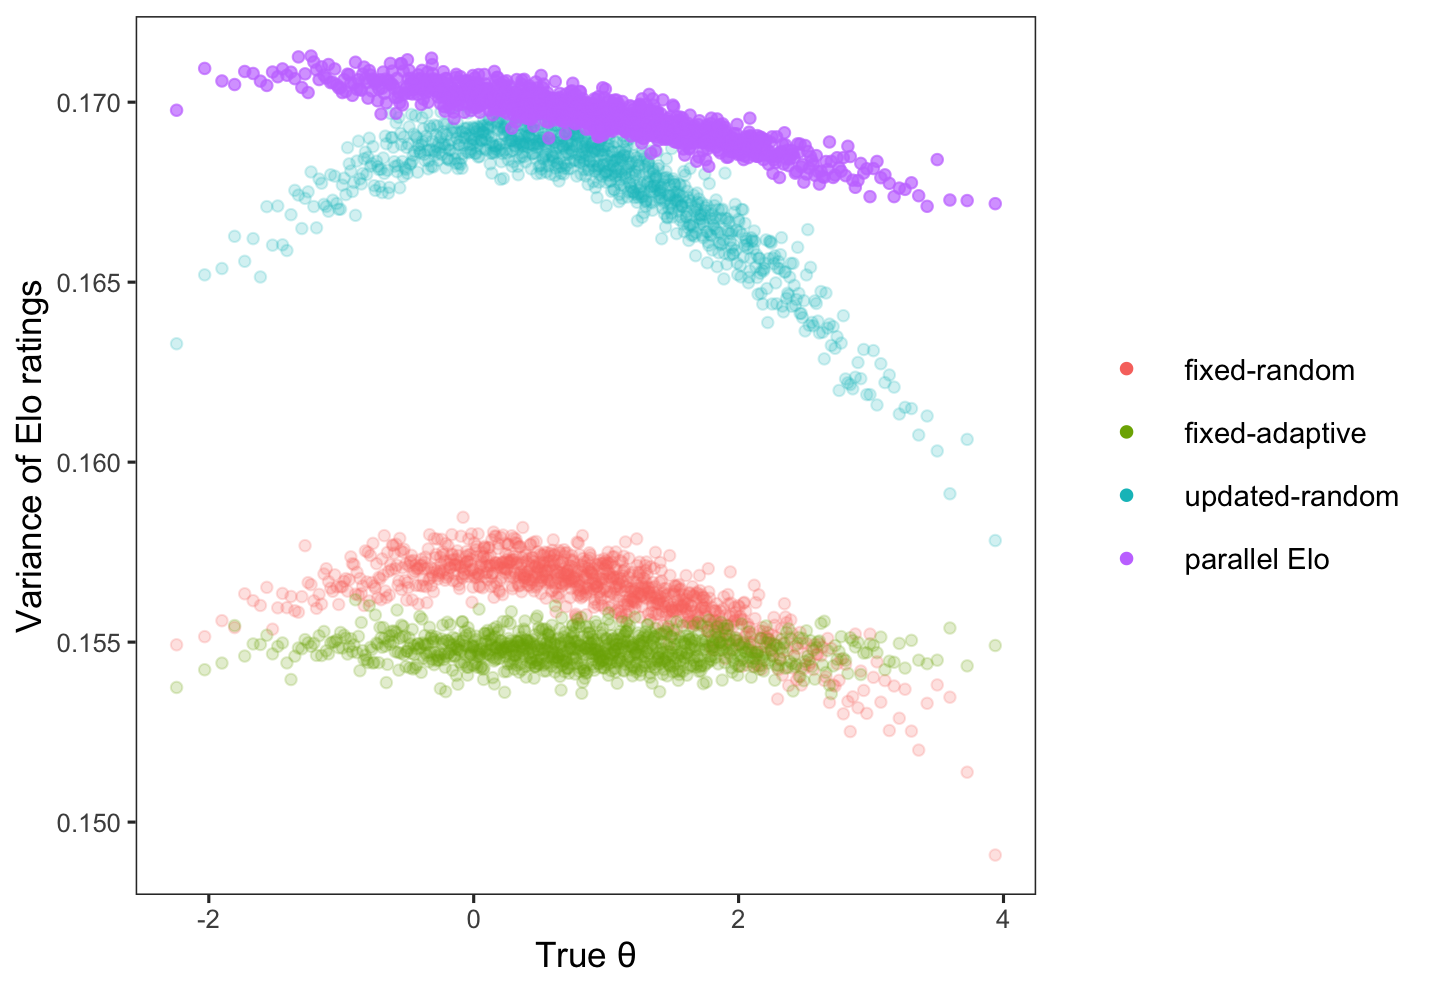 Variance of Elo ratings
0.170
0.165
0.160
0.155
0.150
-2 0 2 4
True θ
fixed-random
fixed-adaptive
updated-random
parallel Elo